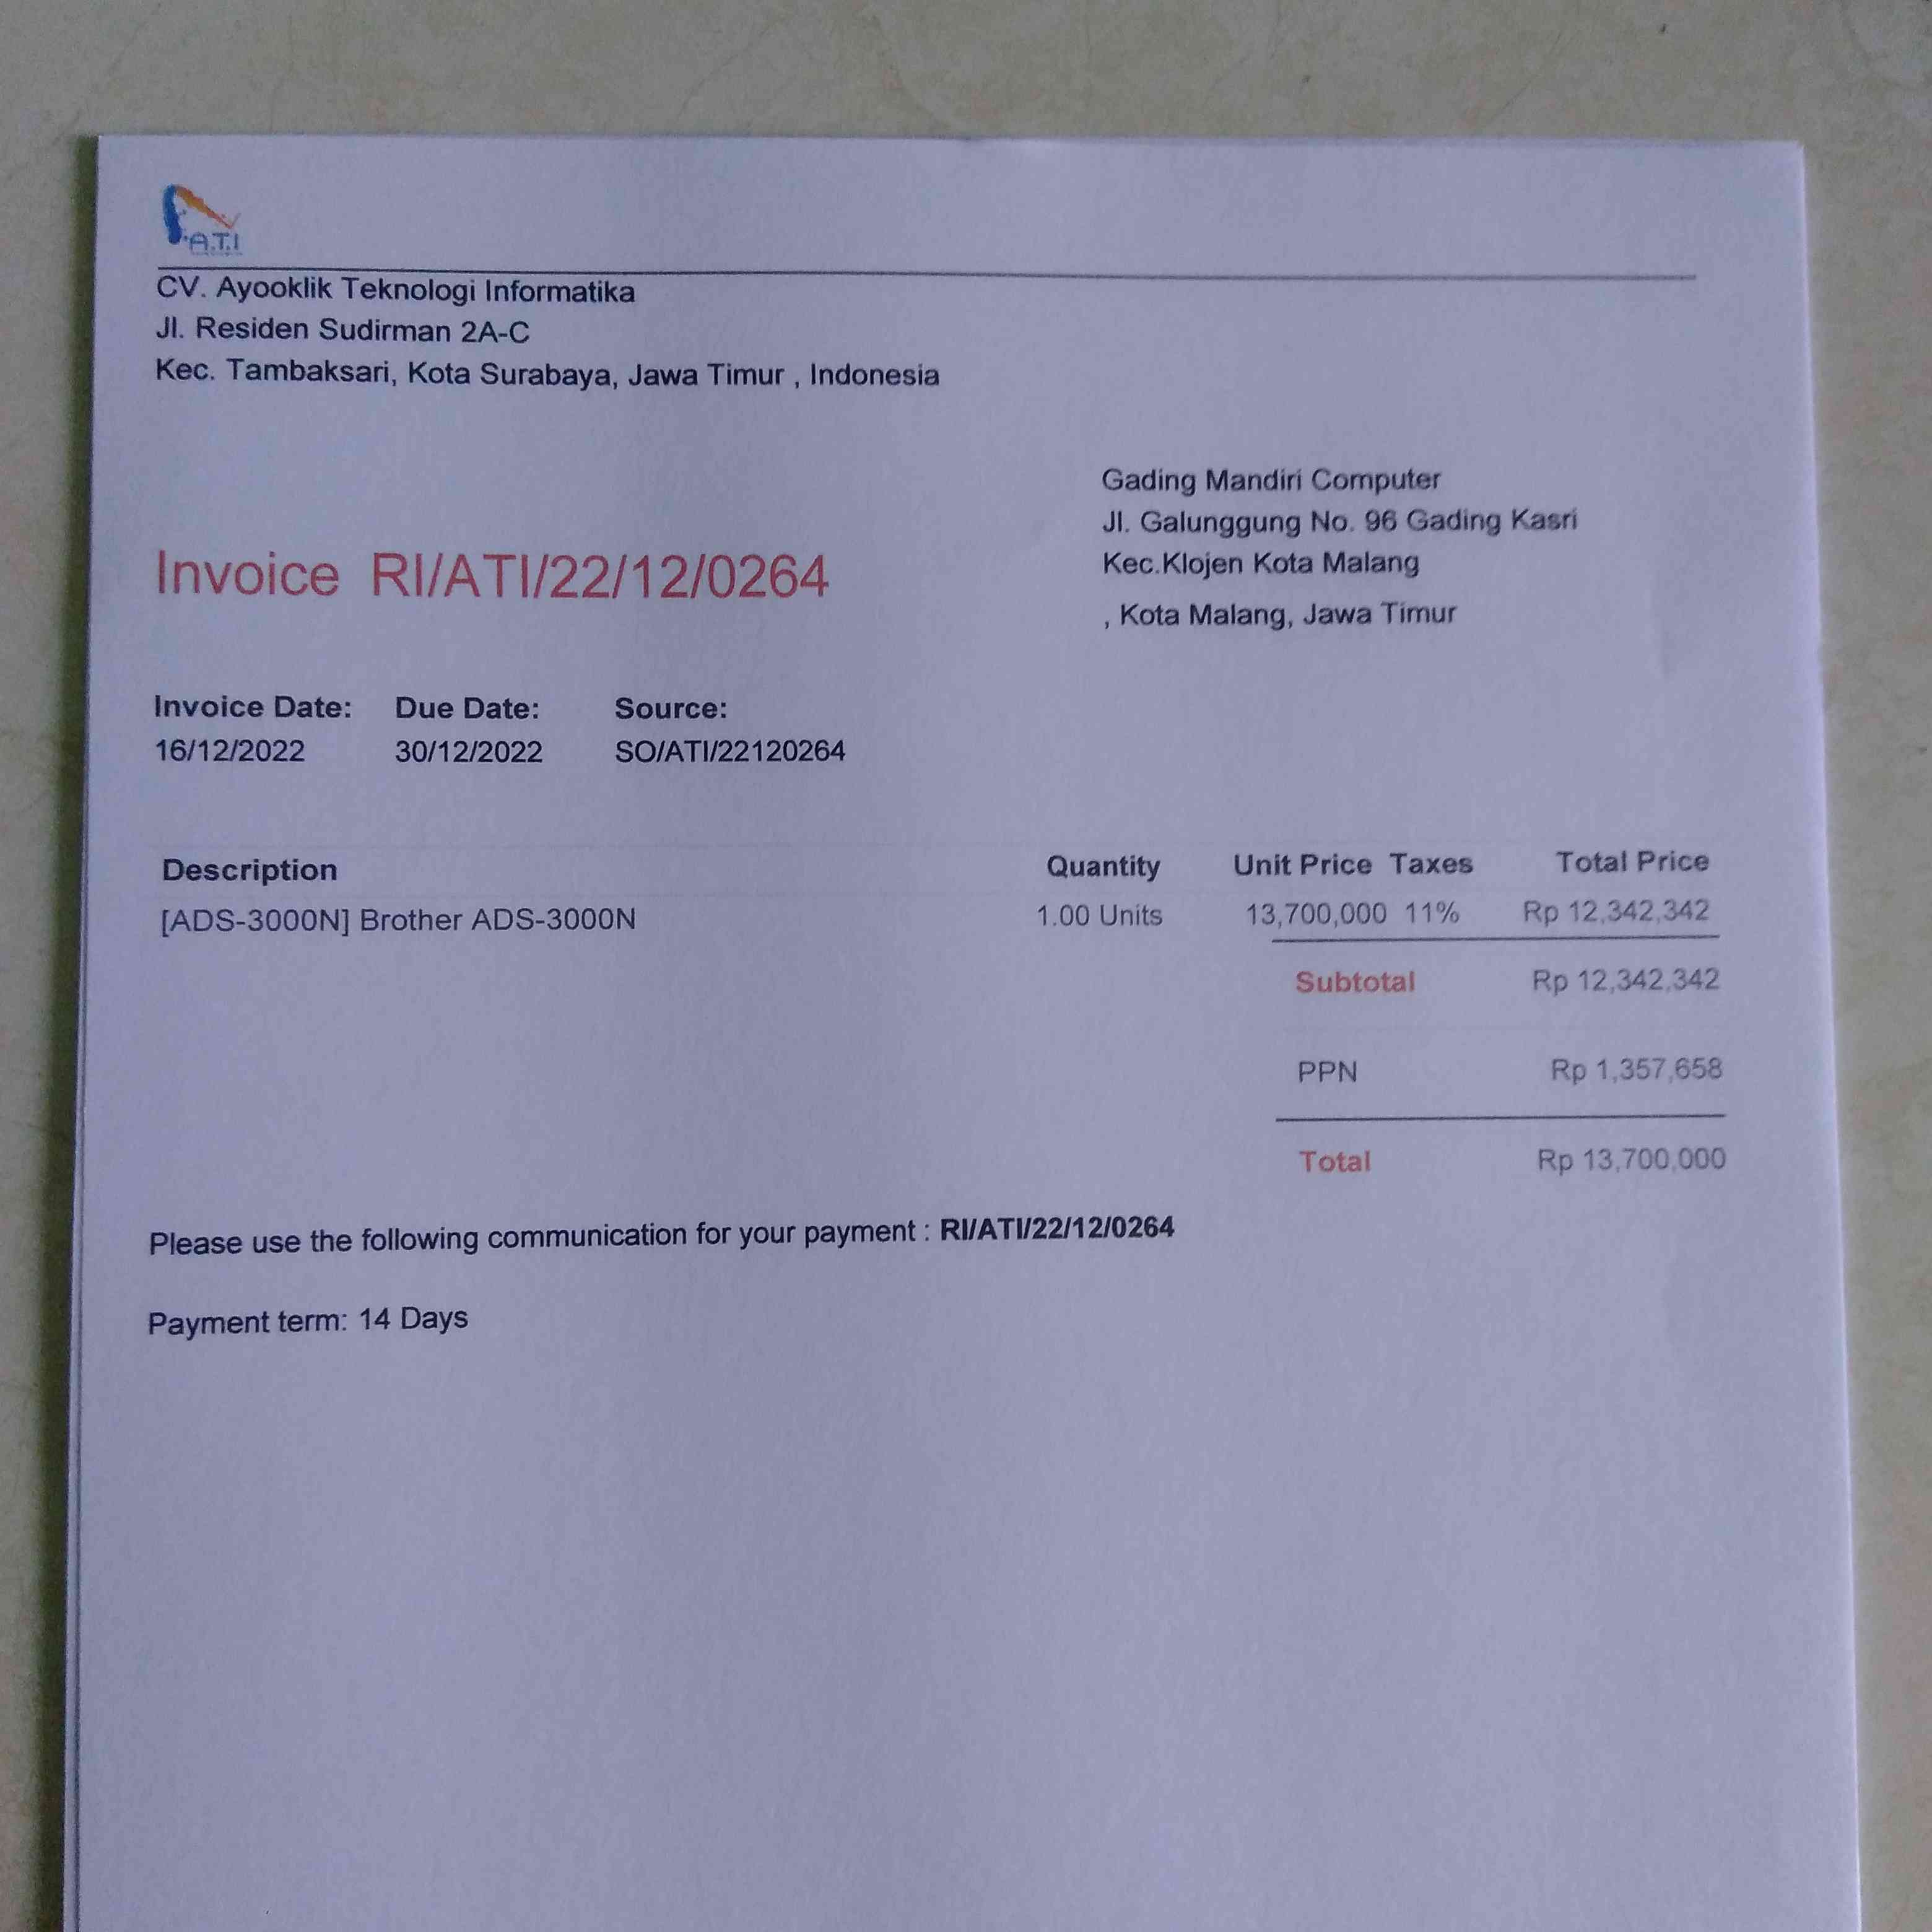 A.T.I
CV. Ayooklik Teknologi Informatika
Jl. Residen Sudirman 2A-C
Kec. Tambaksari, Kota Surabaya, Jawa Timur , Indonesia
Gading Mandiri Computer
Jl. Galunggung No. 96 Gading Kasri
Kec.Klojen Kota Malang
, Kota Malang, Jawa Timur
Invoice RI/ATI/22/12/0264
Invoice Date: Due Date: Source:
16/12/2022 30/12/2022 SO/ATI/22120264
Description Quantity Unit Price Taxes Total Price
[ADS-3000N] Brother ADS-3000N 1.00 Units 13,700,000 11% Rp 12,342,342
Subtotal Rp 12,342,342
PPN Rp 1,357,658
Total Rp 13,700,000
Please use the following communication for your payment : RI/ATI/22/12/0264
Payment term: 14 Days